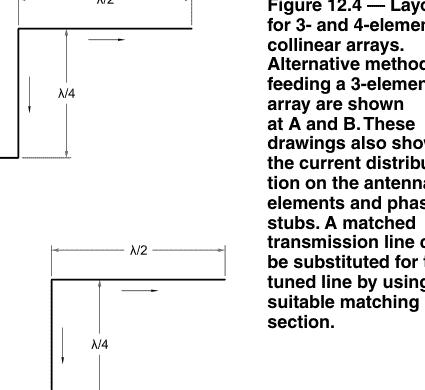 λ/2
λ/4
λ/2
λ/4
Figure 12.4 — Layo
for 3- and 4-elemen
collinear arrays.
Alternative method
feeding a 3-elemen
array are shown
at A and B. These
drawings also show
the current distribu
tion on the antenna
elements and phas
stubs. A matched
transmission line c
be substituted for t
tuned line by using
suitable matching
section.